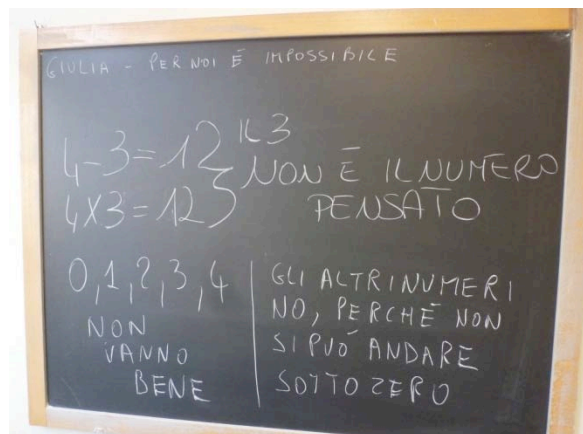 GIULIA - PER NOI É IMPOSSIBILE
4-3=12
4X3=12
IL 3
NON É IL NUMERO
PENSATO
0,1,2,3,4
NON
VANNO
BENE
GLI ALTRI NUMERI
NO, PERCHÉ NON
SI PUÓ ANDARE
SOTTO ZERO